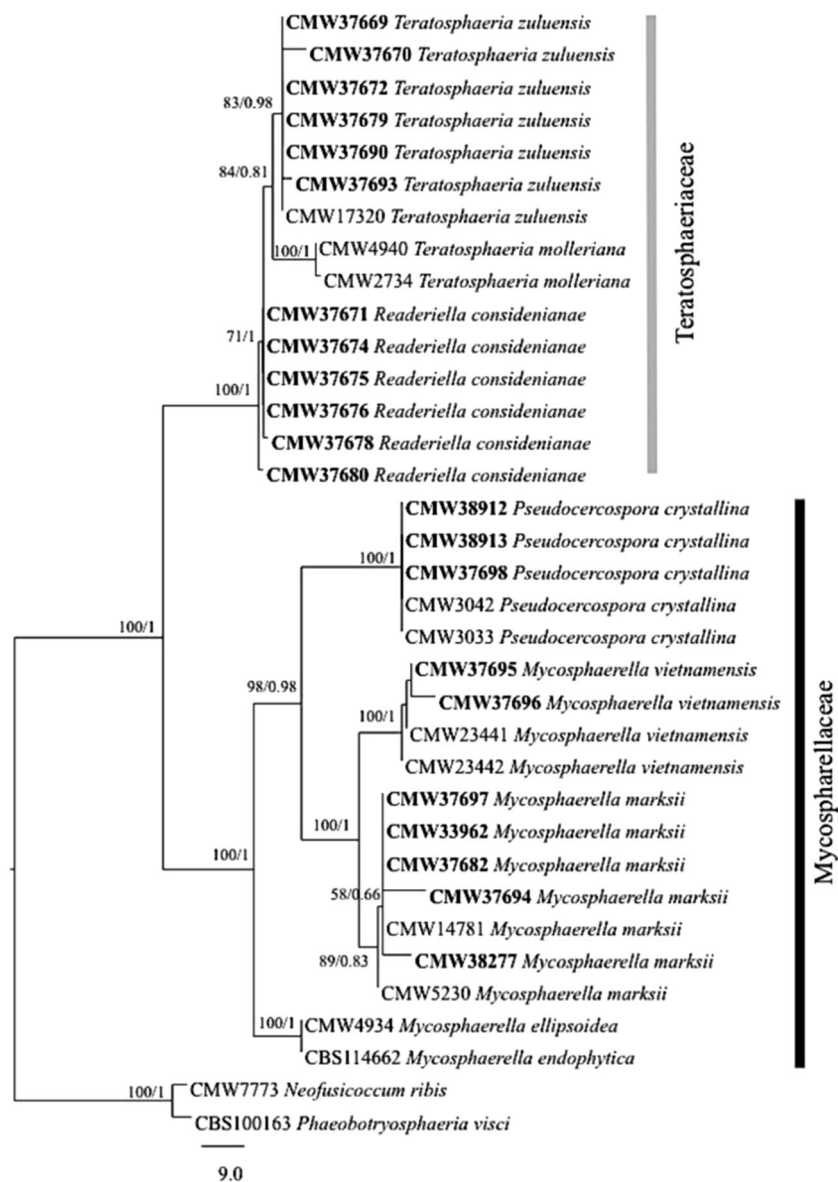 CMW37669 Teratosphaeria zuluensis
CMW37670 Teratosphaeria zuluensis
CMW37672 Teratosphaeria zuluensis
83/0.98
CMW37679 Teratosphaeria zuluensis
CMW37690 Teratosphaeria zuluensis
84/0.81
CMW37693 Teratosphaeria zuluensis
CMW17320 Teratosphaeria zuluensis
100/1
CMW4940 Teratosphaeria molleriana
CMW2734 Teratosphaeria molleriana
CMW37671 Readeriella considenianae
71/1
CMW37674 Readeriella considenianae
CMW37675 Readeriella considenianae
100/1
CMW37676 Readeriella considenianae
CMW37678 Readeriella considenianae
CMW37680 Readeriella considenianae
Teratosphaeriaceae
CMW38912 Pseudocercospora crystallina
CMW38913 Pseudocercospora crystallina
100/1
CMW37698 Pseudocercospora crystallina
CMW3042 Pseudocercospora crystallina
100/1
CMW3033 Pseudocercospora crystallina
CMW37695 Mycosphaerella vietnamensis
98/0.98
CMW37696 Mycosphaerella vietnamensis
100/1
CMW23441 Mycosphaerella vietnamensis
CMW23442 Mycosphaerella vietnamensis
CMW37697 Mycosphaerella marksii
100/1
CMW33962 Mycosphaerella marksii
100/1
CMW37682 Mycosphaerella marksii
58/0.66
CMW37694 Mycosphaerella marksii
CMW14781 Mycosphaerella marksii
89/0.83
CMW38277 Mycosphaerella marksii
CMW5230 Mycosphaerella marksii
100/1
CMW4934 Mycosphaerella ellipsoidea
CBS114662 Mycosphaerella endophytica
Mycospharellaceae
100/1
CMW7773 Neofusicoccum ribis
CBS100163 Phaeobotryosphaeria visci
9.0